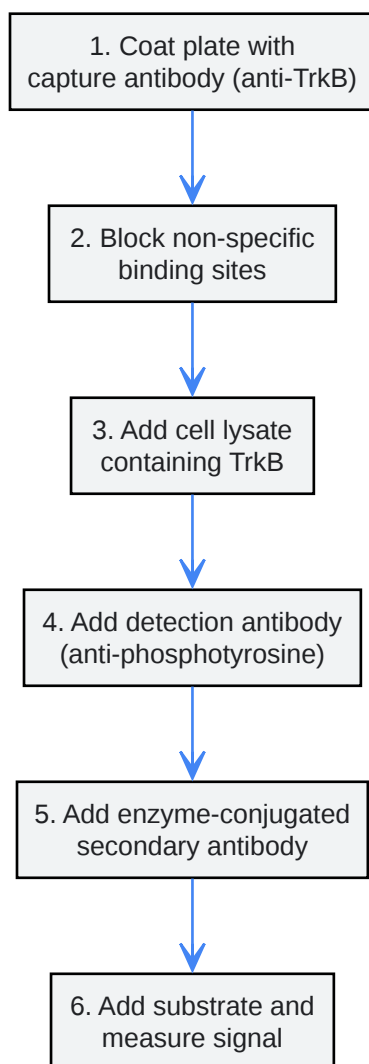 1. Coat plate with
capture antibody (anti-TrkB)
2. Block non-specific
binding sites
3. Add cell lysate
containing TrkB
4. Add detection antibody
(anti-phosphotyrosine)
5. Add enzyme-conjugated
secondary antibody
6. Add substrate and
measure signal